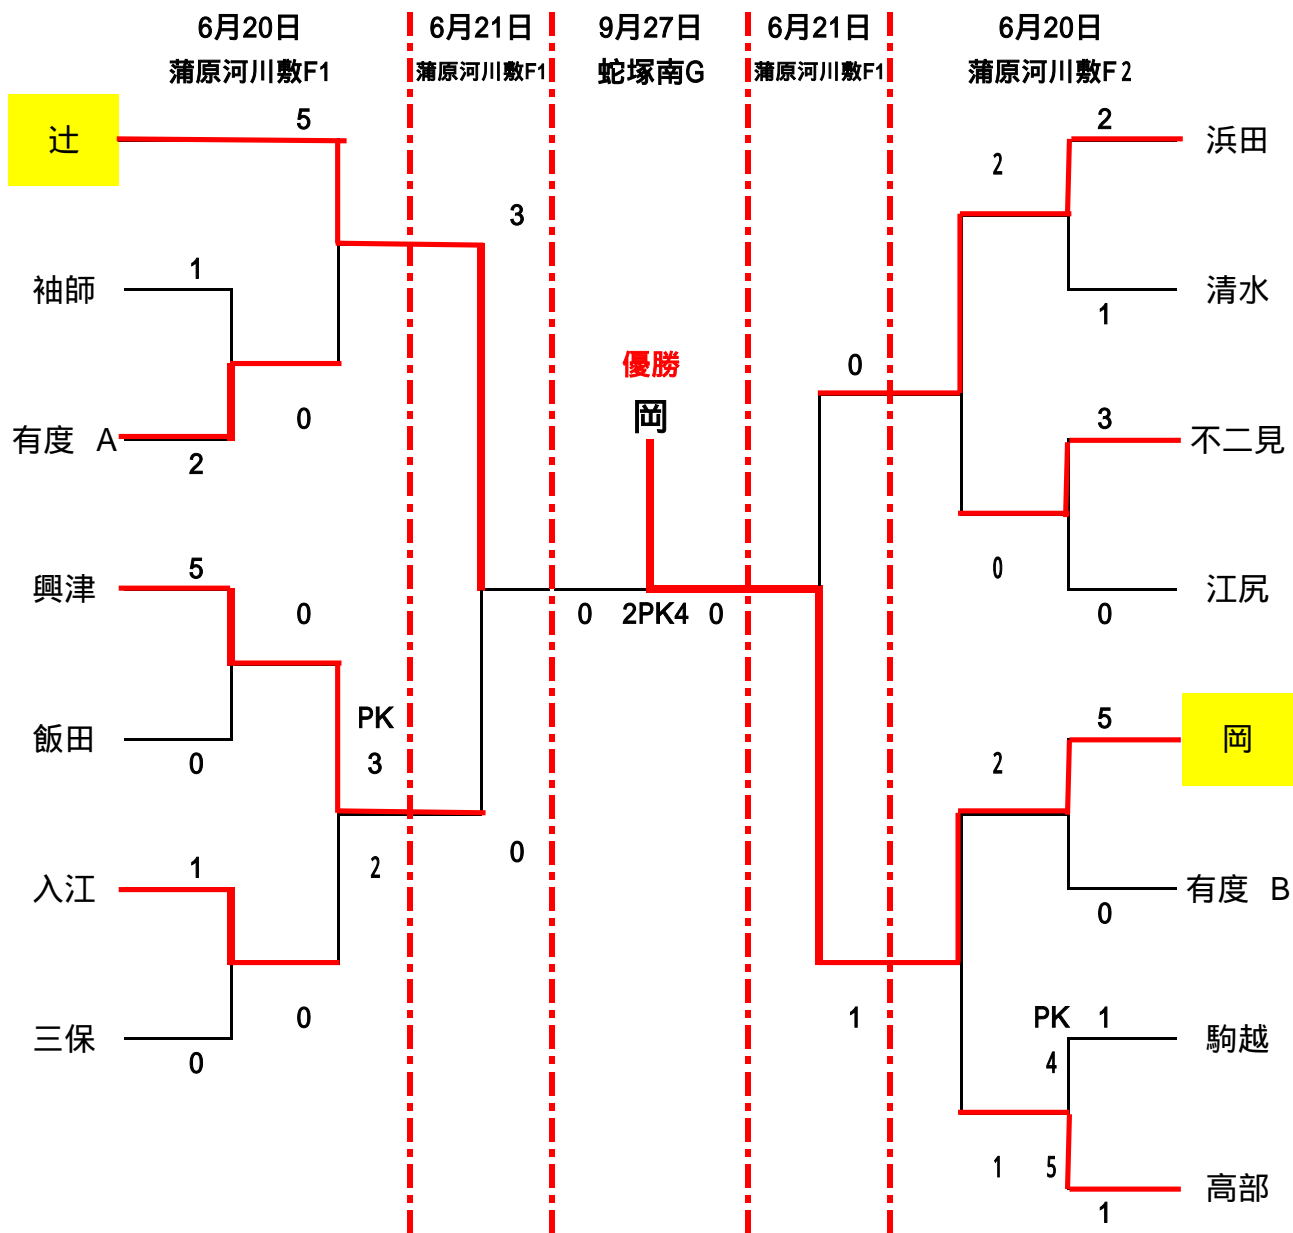 6月20日 6月21日 9月27日 6月21日 6月20日
蒲原河川敷F1 蒲原河川敷F1 蛇塚南G 蒲原河川敷F1 蒲原河川敷F2
5 2
辻 浜田
2
3
1
袖師 清水
1
優勝 0
岡
0 3
有度 A 不二見
2
5 0
興津 江尻
0 0 2PK4 0 0
PK 5
飯田 岡
0 3 2
0
1 2
入江 有度 B
0
0 1 PK 1
三保 駒越
0 4
1 5
高部
1